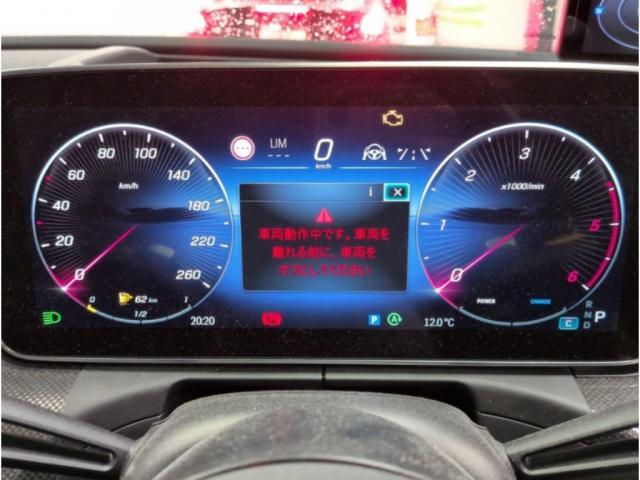 LIM
---
0
km/h
0 20 40 60 80 100 120 140 180 220 260
km/h
i ×
車両動作中です。車両を
離れる前に、車両を
オフにしてください
0 1 2 3 4 5 6
x1000/min
POWER CHARGE
0 1/2 1
62 km
20:20
P
A
12.0 °C
C
R
N
D
P